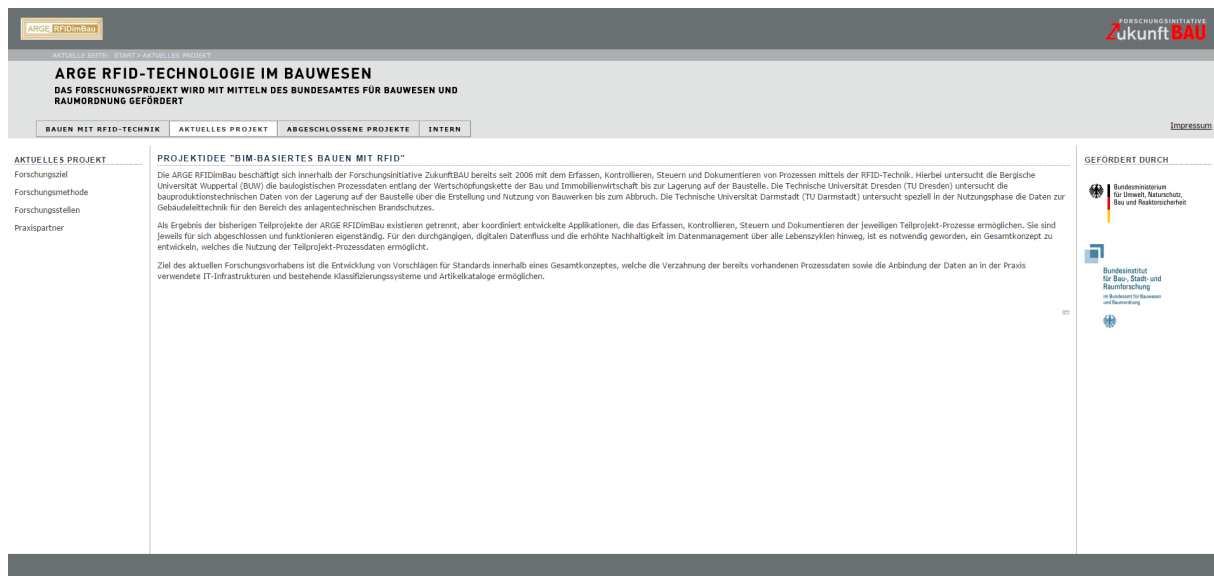 ARGE RFIDimBau
FORSCHUNGSINITIATIVE
Zukunft BAU
AKTUELLE SEITE: START > AKTUELLES PROJEKT
ARGE RFID-TECHNOLOGIE IM BAUWESEN
DAS FORSCHUNGSPROJEKT WIRD MIT MITTELN DES BUNDESAMTES FÜR BAUWESEN UND
RAUMORDNUNG GEFÖRDERT
BAUEN MIT RFID-TECHNIK AKTUELLES PROJEKT ABGESCHLOSSENE PROJEKTE INTERN
Impressum
AKTUELLES PROJEKT
Forschungsziel
Forschungsmethode
Forschungsstellen
Praxispartner
PROJEKTIDEE "BIM-BASIERTES BAUEN MIT RFID"
Die ARGE RFIDimBau beschäftigt sich innerhalb der Forschungsinitiative ZukunftBAU bereits seit 2006 mit dem Erfassen, Kontrollieren, Steuern und Dokumentieren von Prozessen mittels der RFID-Technik. Hierbei untersucht die Bergische
Universität Wuppertal (BUW) die baulogistischen Prozessdaten entlang der Wertschöpfungskette der Bau und Immobilienwirtschaft bis zur Lagerung auf der Baustelle. Die Technische Universität Dresden (TU Dresden) untersucht die
bauproduktionstechnischen Daten von der Lagerung auf der Baustelle über die Erstellung und Nutzung von Bauwerken bis zum Abbruch. Die Technische Universität Darmstadt (TU Darmstadt) untersucht speziell in der Nutzungsphase die Daten zur
Gebäudeleittechnik für den Bereich des anlagentechnischen Brandschutzes.
Als Ergebnis der bisherigen Teilprojekte der ARGE RFIDimBau existieren getrennt, aber koordiniert entwickelte Applikationen, die das Erfassen, Kontrollieren, Steuern und Dokumentieren der jeweiligen Teilprojekt-Prozesse ermöglichen. Sie sind
jeweils für sich abgeschlossen und funktionieren eigenständig. Für den durchgängigen, digitalen Datenfluss und die erhöhte Nachhaltigkeit im Datenmanagement über alle Lebenszyklen hinweg, ist es notwendig geworden, ein Gesamtkonzept zu
entwickeln, welches die Nutzung der Teilprojekt-Prozessdaten ermöglicht.
Ziel des aktuellen Forschungsvorhabens ist die Entwicklung von Vorschlägen für Standards innerhalb eines Gesamtkonzeptes, welche die Verzahnung der bereits vorhandenen Prozessdaten sowie die Anbindung der Daten an in der Praxis
verwendete IT-Infrastrukturen und bestehende Klassifizierungssysteme und Artikelkataloge ermöglichen.
GEFÖRDERT DURCH
Bundesministerium
für Umwelt, Naturschutz,
Bau und Reaktorsicherheit
Bundesinstitut
für Bau-, Stadt- und
Raumforschung
im Bundesamt für Bauwesen
und Raumordnung